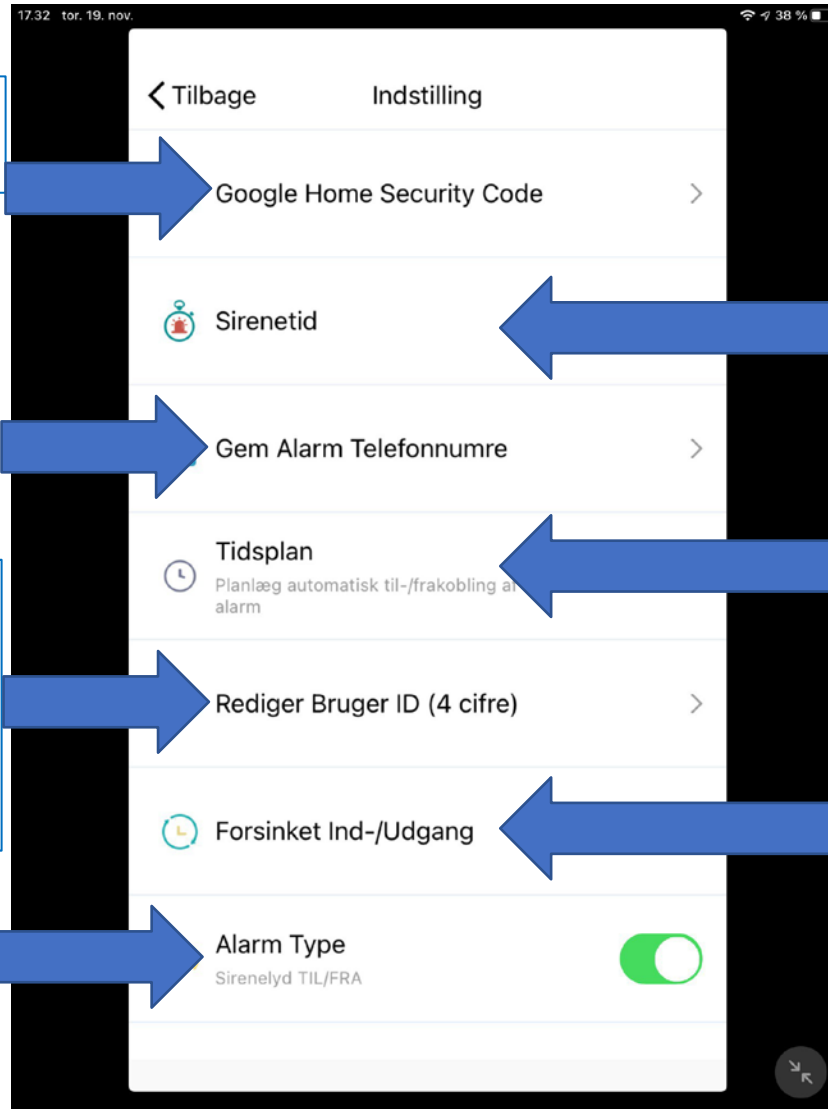 17.32 tor. 19. nov.
38 %
Tilbage
Indstilling
Google Home Security Code
Sirenetid
Gem Alarm Telefonnumre
Tidsplan
Planlæg automatisk til-/frakobling af
alarm
Rediger Bruger ID (4 cifre)
Forsinket Ind-/Udgang
Alarm Type
Sirenelyd TIL/FRA